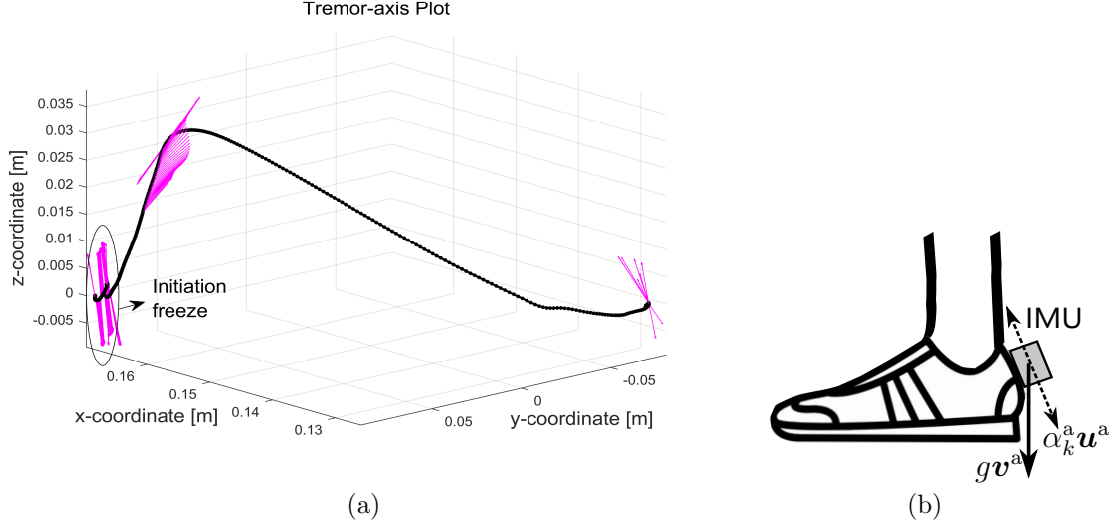 Tremor-axis Plot
z-coordinate [m]
0.035
0.03
0.025
0.02
0.015
0.01
0.005
0
-0.005
Initiation
freeze
0.16
0.15
0.14
0.13
x-coordinate [m]
0.05
0
-0.05
y-coordinate [m]
(a)
IMU
αₖᵃuᵃ
gvᵃ
(b)